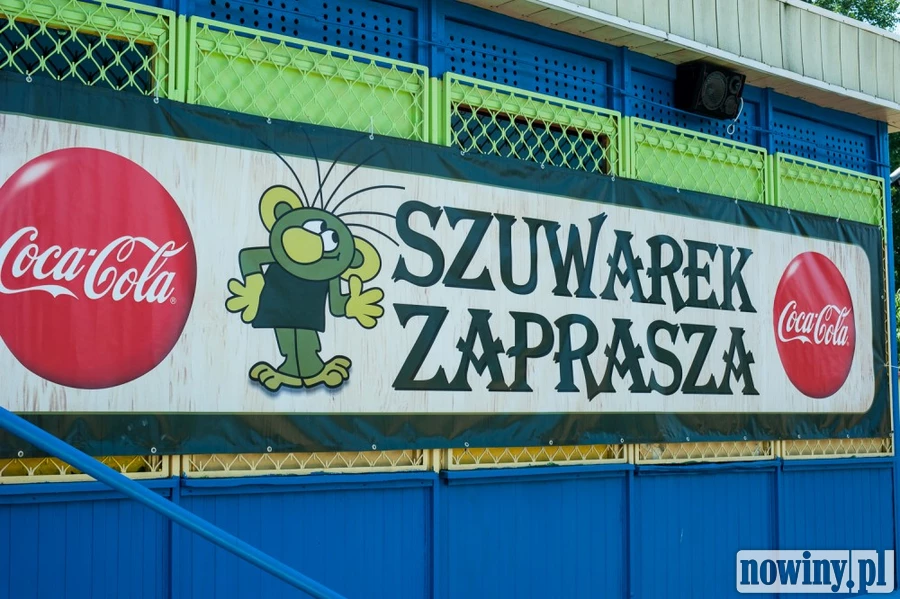 Coca-Cola
SZUWAREK
ZAPRASZA
Coca-Cola
nowiny.pl